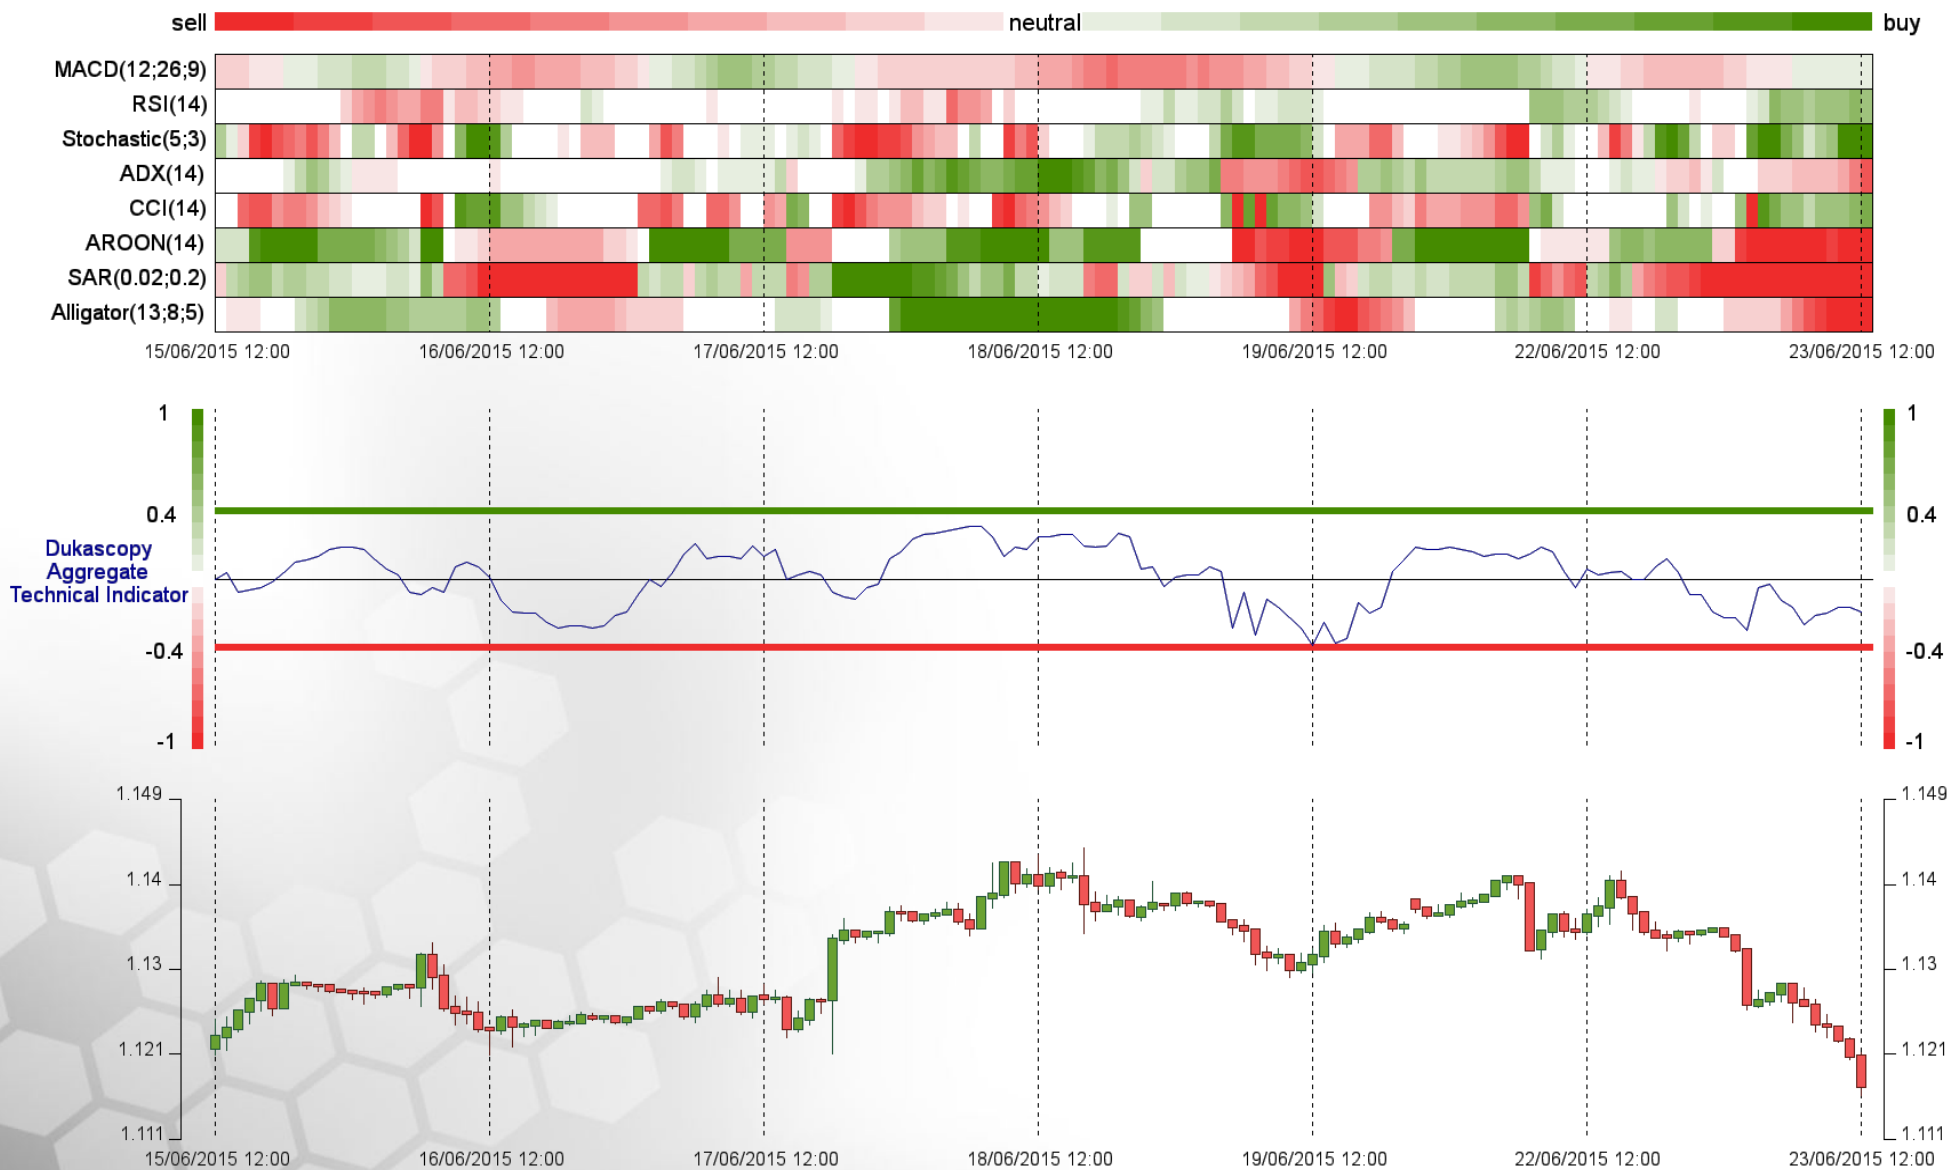 sell neutral buy
MACD(12;26;9)
RSI(14)
Stochastic(5;3)
ADX(14)
CCI(14)
AROON(14)
SAR(0.02;0.2)
Alligator(13;8;5)
15/06/2015 12:00 16/06/2015 12:00 17/06/2015 12:00 18/06/2015 12:00 19/06/2015 12:00 22/06/2015 12:00 23/06/2015 12:00
1 1
0.4 0.4
Dukascopy
Aggregate
Technical Indicator
-0.4 -0.4
-1 -1
1.149 1.149
1.14 1.14
1.13 1.13
1.121 1.121
1.111 1.111
15/06/2015 12:00 16/06/2015 12:00 17/06/2015 12:00 18/06/2015 12:00 19/06/2015 12:00 22/06/2015 12:00 23/06/2015 12:00